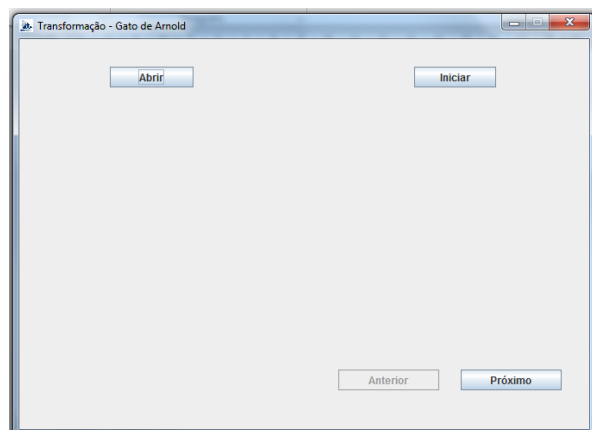 Transformação - Gato de Arnold
Abrir Iniciar
Anterior Próximo